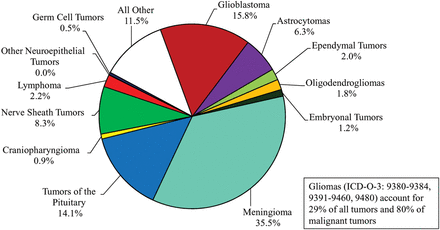 Glioblastoma
15.8%
Astrocytomas
6.3%
Ependymal Tumors
2.0%
Oligodendrogliomas
1.8%
Embryonal Tumors
1.2%
Meningioma
35.5%
Tumors of the
Pituitary
14.1%
Craniopharyngioma
0.9%
Nerve Sheath Tumors
8.3%
Lymphoma
2.2%
Other Neuroepithelial
Tumors
0.0%
Germ Cell Tumors
0.5%
All Other
11.5%
Gliomas (ICD-O-3: 9380-9384,
9391-9460, 9480) account for
29% of all tumors and 80% of
malignant tumors